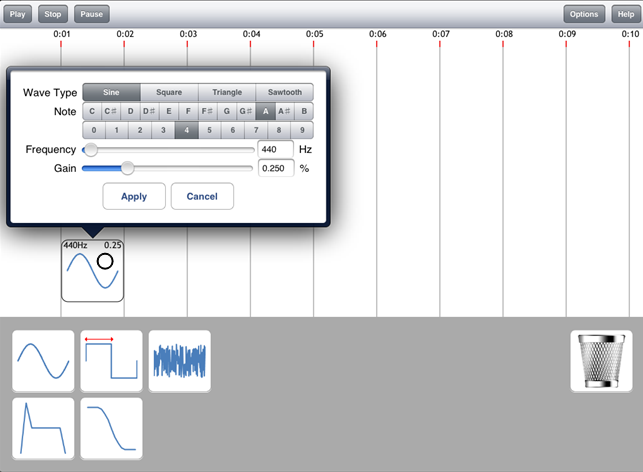 Play Stop Pause Options Help
0:01 0:02 0:03 0:04 0:05 0:06 0:07 0:08 0:09 0:10
Wave Type Sine Square Triangle Sawtooth
Note C C♯ D D♯ E F F♯ G G♯ A A♯ B
0 1 2 3 4 5 6 7 8 9
Frequency 440 Hz
Gain 0.250 %
Apply Cancel
440Hz 0.25